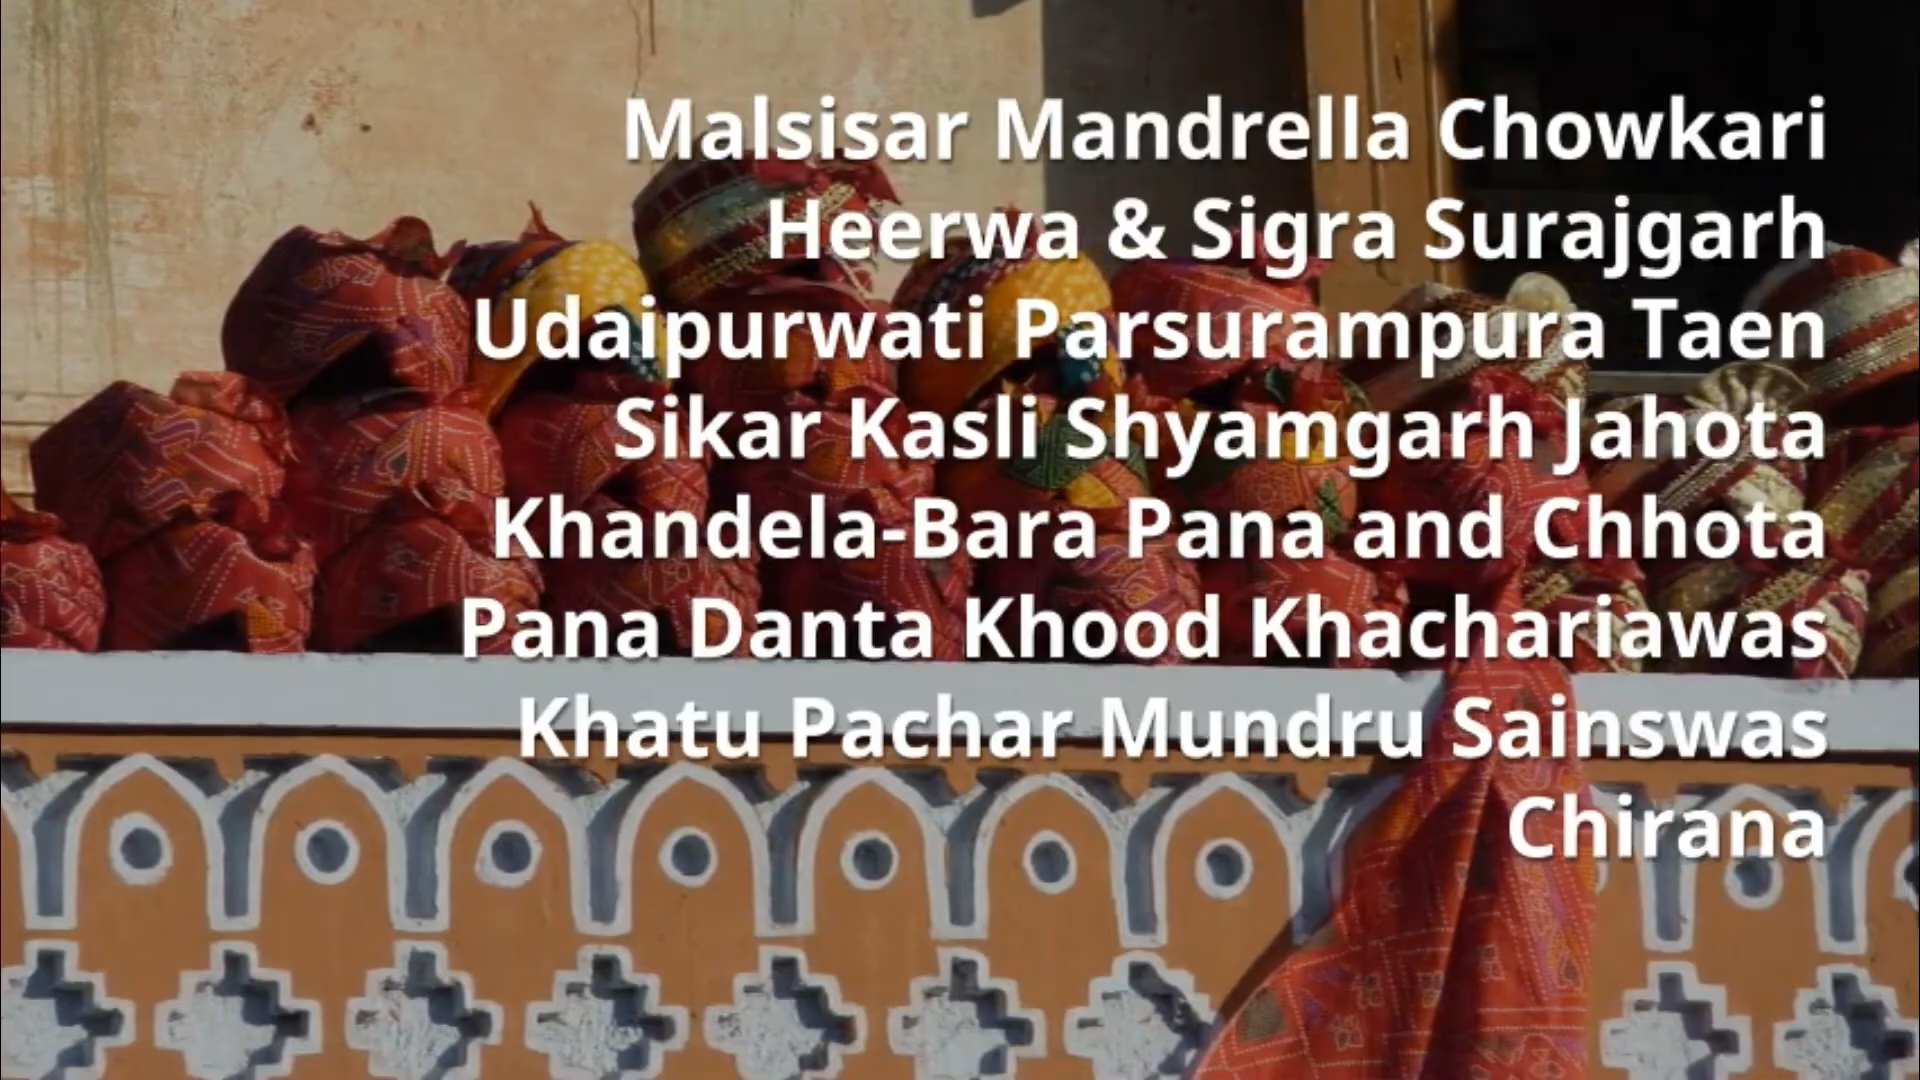 Malsisar Mandrella Chowkari
Heerwa & Sigra Surajgarh
Udaipurwati Parsurampura Taen
Sikar Kasli Shyamgarh Jahota
Khandela-Bara Pana and Chhota
Pana Danta Khood Khachariawas
Khatu Pachar Mundru Sainswas
Chirana